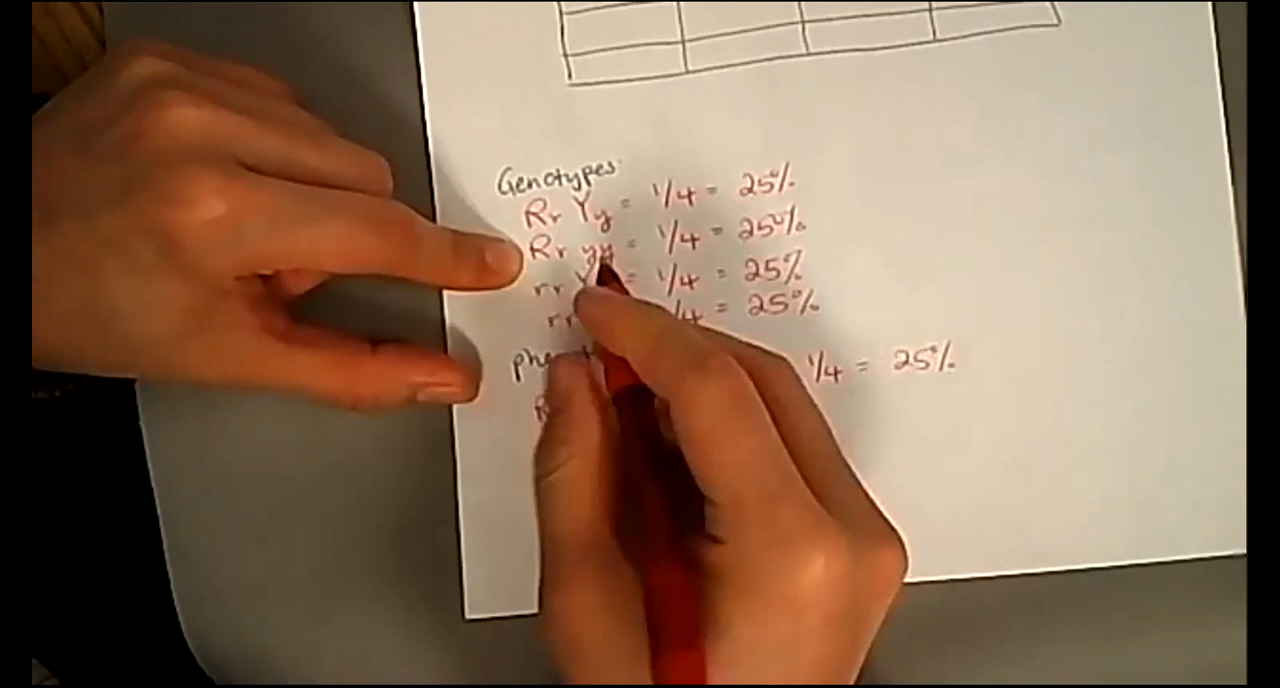 Genotypes:
Rr Yy = 1/4 = 25%
Rr yy = 1/4 = 25%
rr = 1/4 = 25%
25%
1/4 = 25%